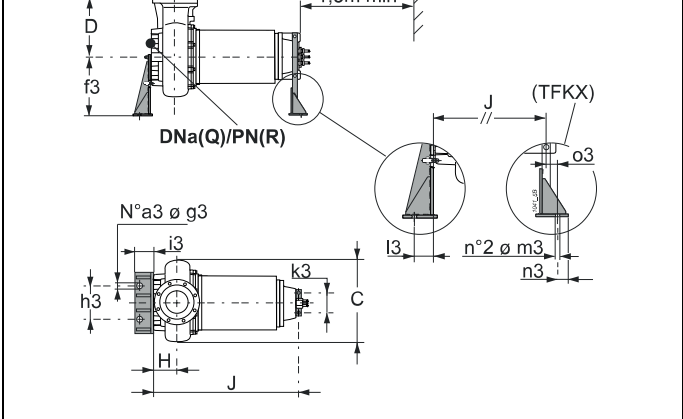 D
f3
DNa(Q)/PN(R)
J
(TFKX)
o3
l3
n°2 ø m3
n3
N°a3 ø g3
i3
k3
h3
C
H
J